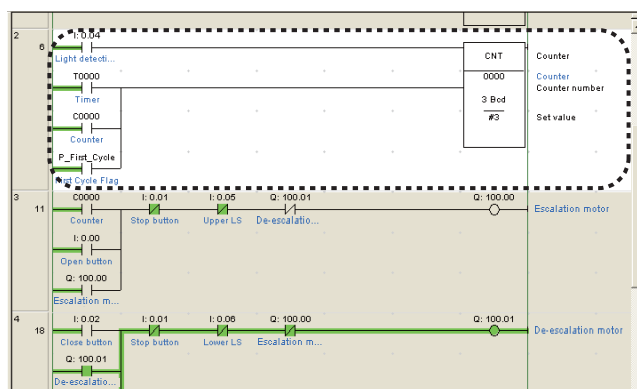 2
6
I: 0.04
Light detecti...
T0000
Timer
C0000
Counter
P_First_Cycle
First Cycle Flag
CNT
Counter
0000
Counter
Counter number
3 Bcd
#3
Set value
3
11
C0000
Counter
I: 0.01
Stop button
I: 0.05
Upper LS
Q: 100.01
De-escalatio...
Q: 100.00
Escalation motor
I: 0.00
Open button
Q: 100.00
Escalation m...
4
18
I: 0.02
Close button
I: 0.01
Stop button
I: 0.06
Lower LS
Q: 100.00
Escalation m...
Q: 100.01
De-escalation motor
Q: 100.01
De-escalatio...